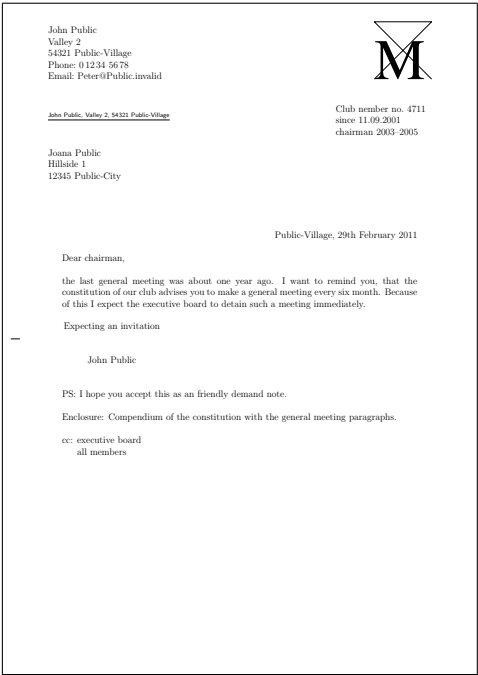 John Public
Valley 2
54321 Public-Village
Phone: 0 12 34 56 78
Email: Peter@Public.invalid
M
John Public, Valley 2, 54321 Public-Village
Club nember no. 4711
since 11.09.2001
chairman 2003–2005
Joana Public
Hillside 1
12345 Public-City
Public-Village, 29th February 2011
Dear chairman,
the last general meeting was about one year ago. I want to remind you, that the
constitution of our club advises you to make a general meeting every six month. Because
of this I expect the executive board to detain such a meeting immediately.
Expecting an invitation
John Public
PS: I hope you accept this as an friendly demand note.
Enclosure: Compendium of the constitution with the general meeting paragraphs.
cc: executive board
all members